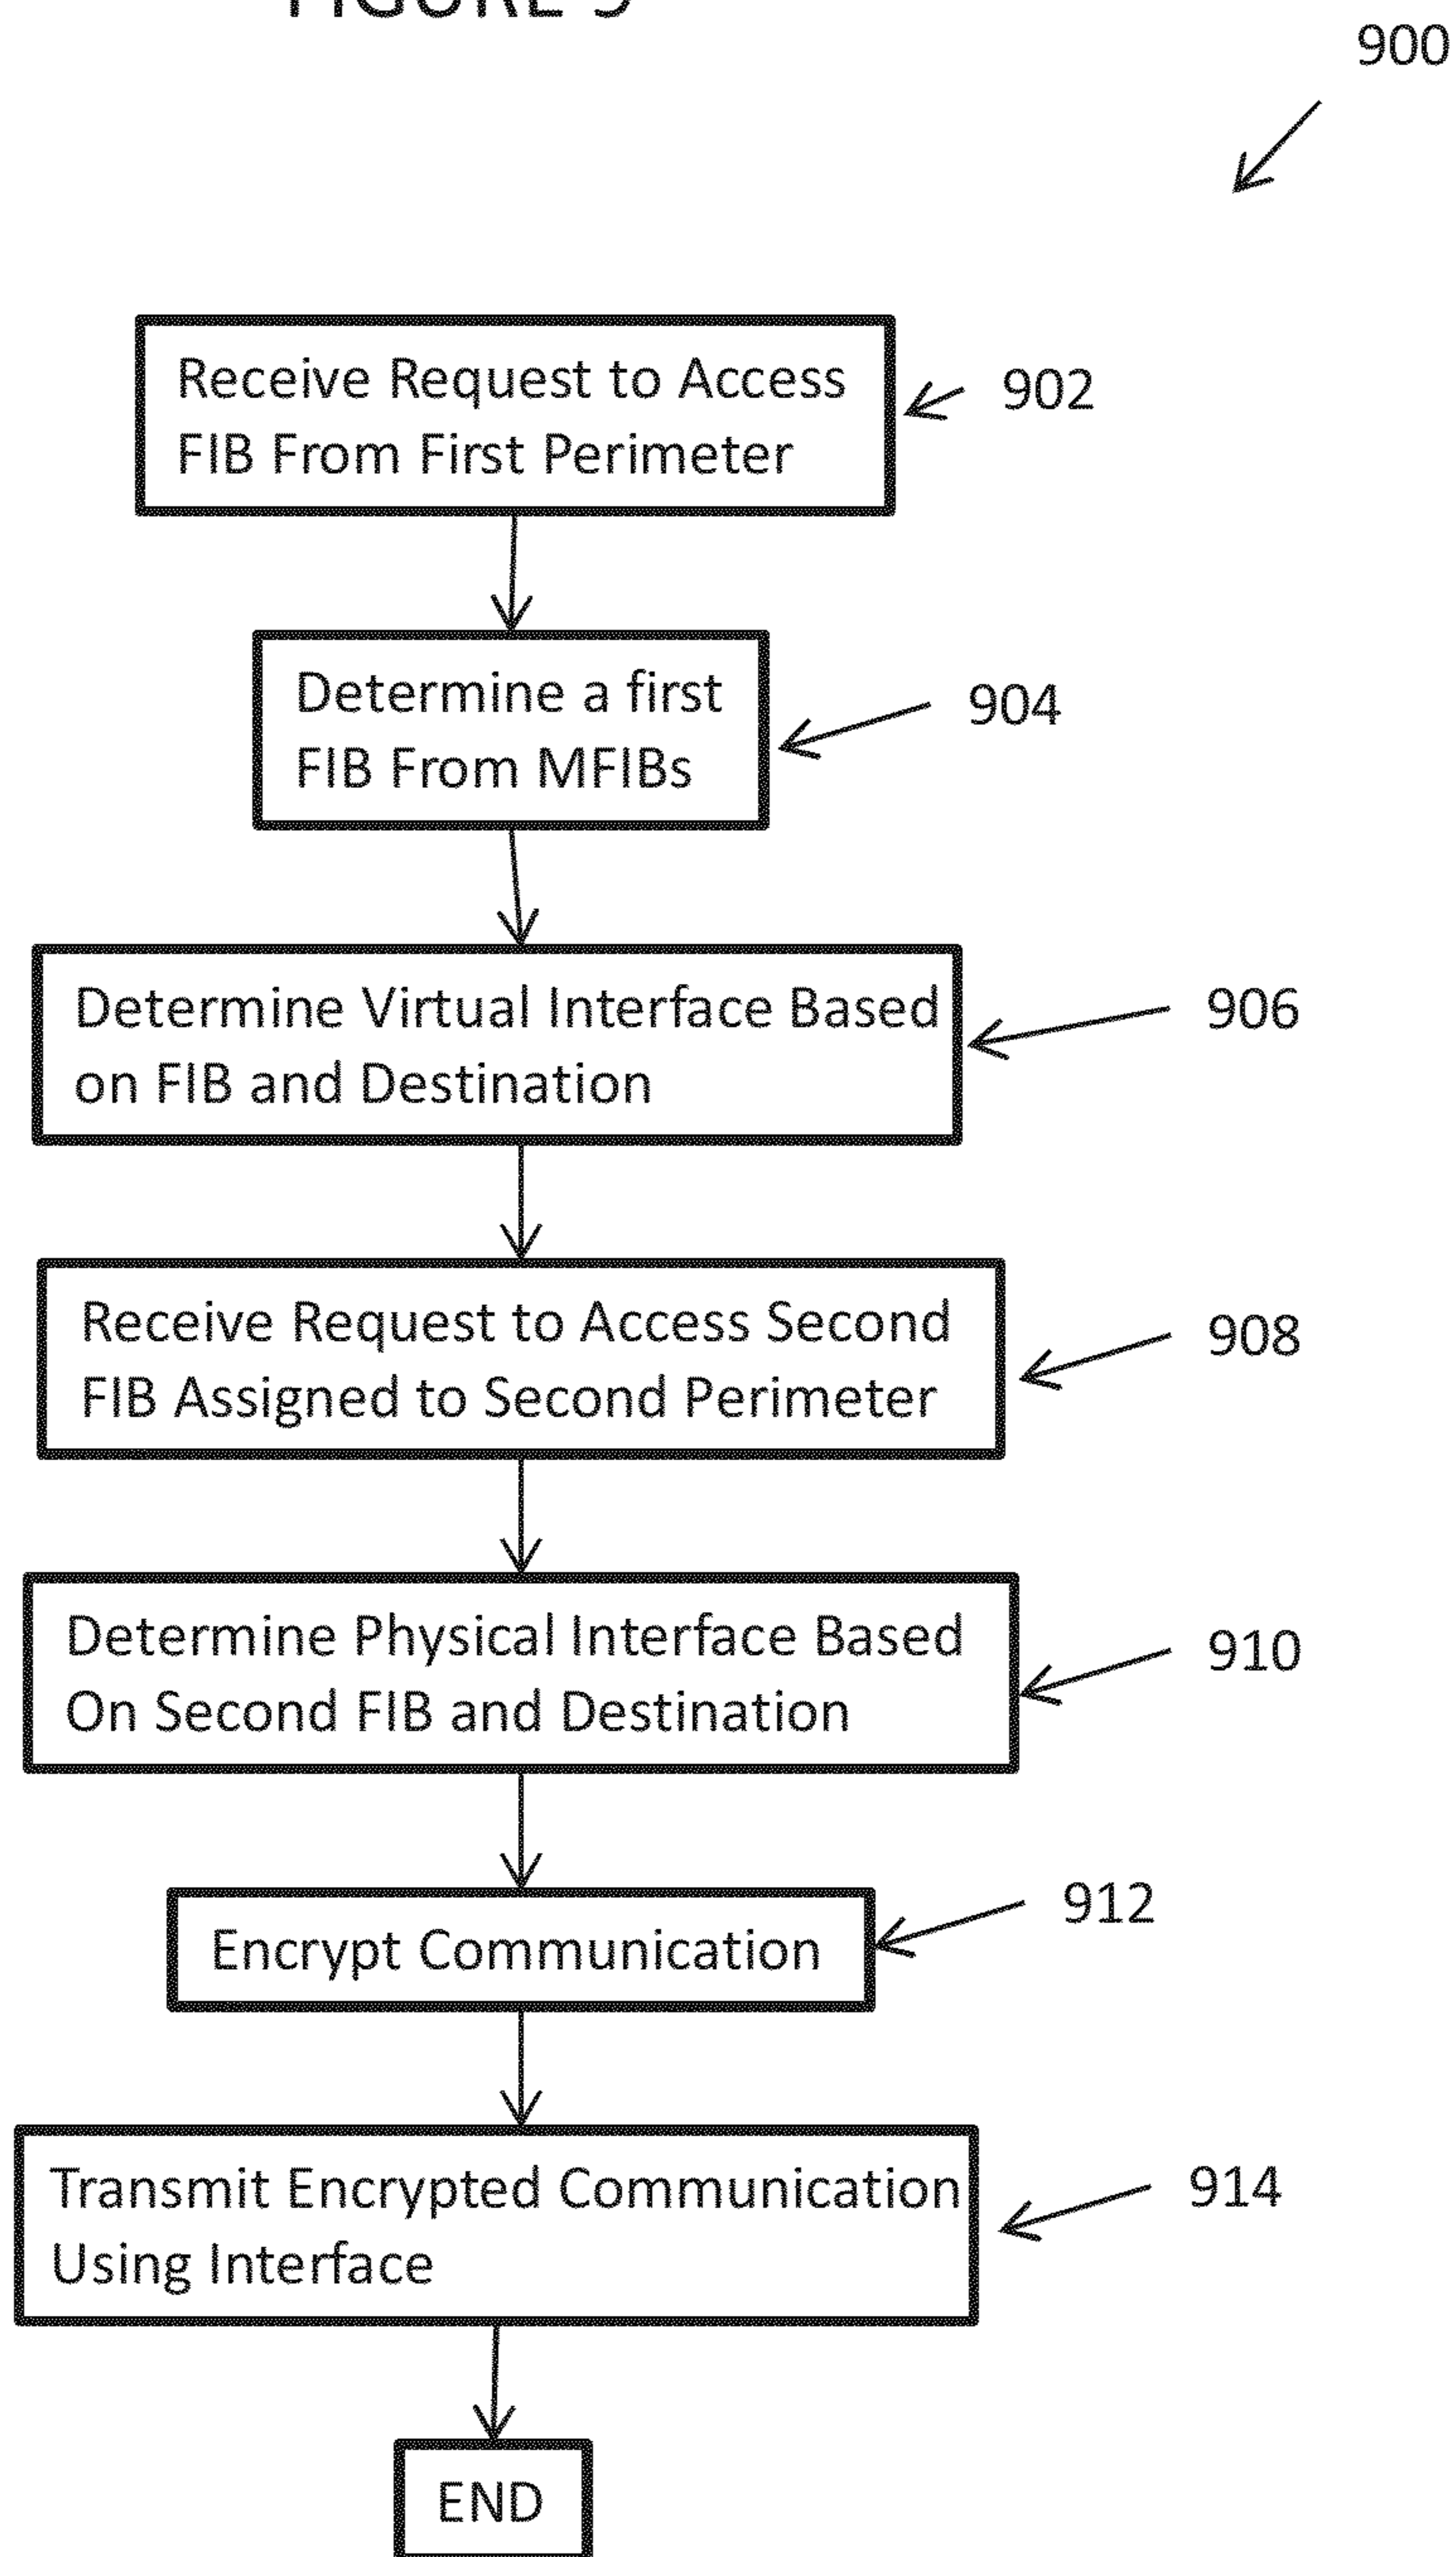 FIGURE 9
900
Receive Request to Access
FIB From First Perimeter
902
Determine a first
FIB From MFIBs
904
Determine Virtual Interface Based
on FIB and Destination
906
Receive Request to Access Second
FIB Assigned to Second Perimeter
908
Determine Physical Interface Based
On Second FIB and Destination
910
Encrypt Communication
912
Transmit Encrypted Communication
Using Interface
914
END